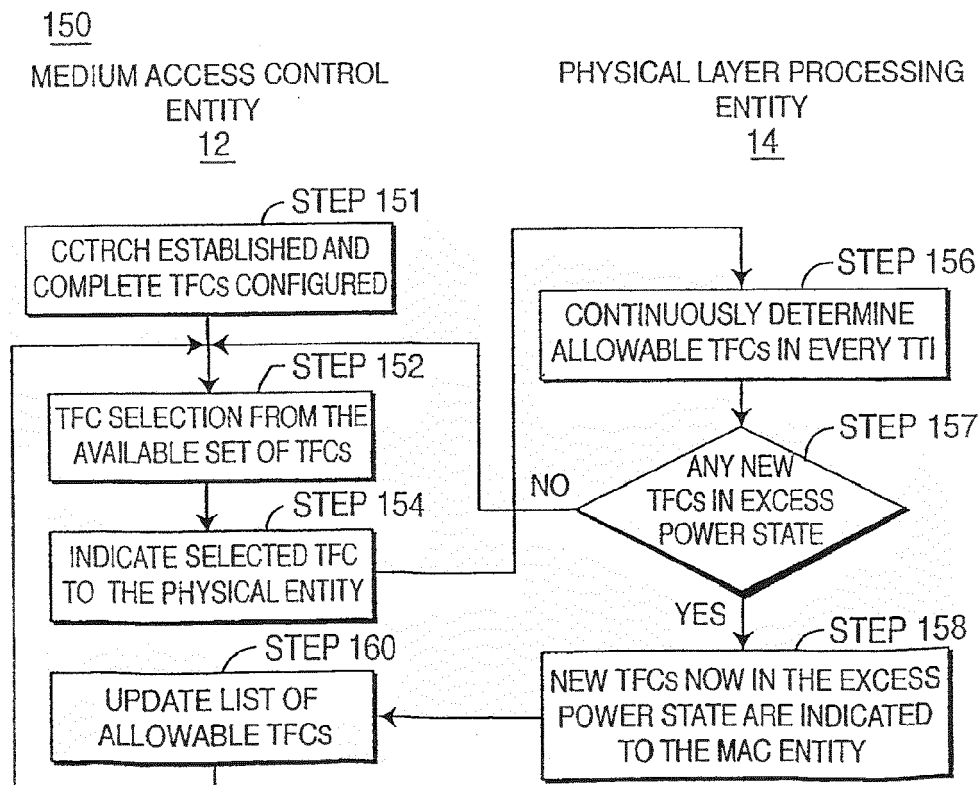 150
MEDIUM ACCESS CONTROL
ENTITY
12
PHYSICAL LAYER PROCESSING
ENTITY
14
STEP 151
CCTRCH ESTABLISHED AND
COMPLETE TFCs CONFIGURED
STEP 152
TFC SELECTION FROM THE
AVAILABLE SET OF TFCs
STEP 154
INDICATE SELECTED TFC
TO THE PHYSICAL ENTITY
STEP 156
CONTINUOUSLY DETERMINE
ALLOWABLE TFCs IN EVERY TTI
STEP 157
ANY NEW
TFCs IN EXCESS
POWER STATE
NO
YES
STEP 158
NEW TFCs NOW IN THE EXCESS
POWER STATE ARE INDICATED
TO THE MAC ENTITY
STEP 160
UPDATE LIST OF
ALLOWABLE TFCs